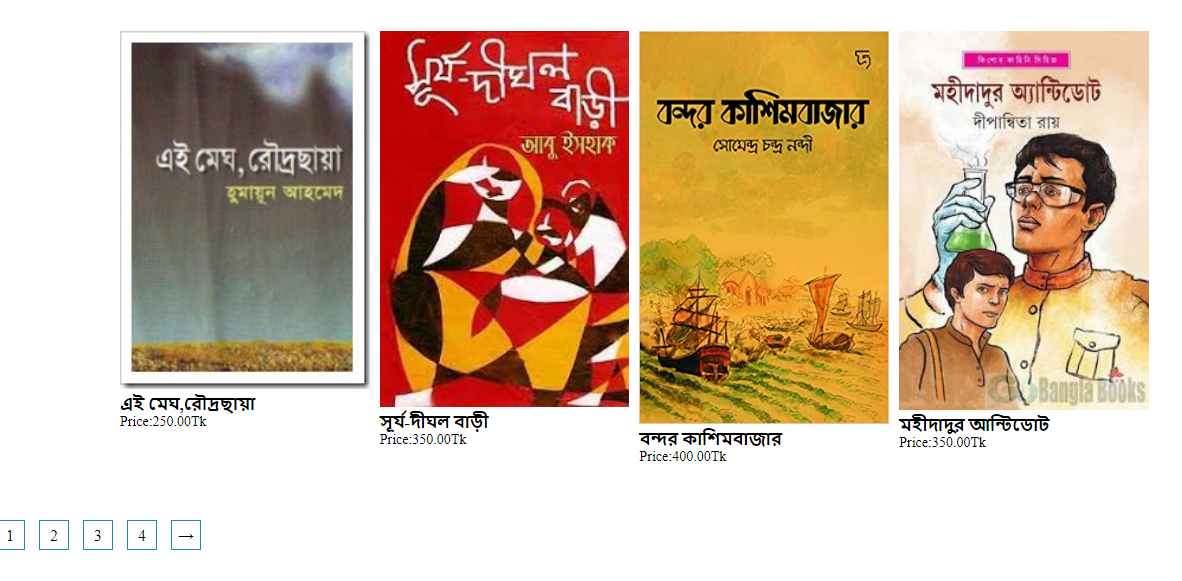 এই মেঘ, রৌদ্রছায়া
হুমায়ূন আহমেদ
এই মেঘ,রৌদ্রছায়া
Price:250.00Tk
সূর্য-দীঘল
বাড়ী
আবু ইসহাক
সূর্য-দীঘল বাড়ী
Price:350.00Tk
বন্দর কাশিমবাজার
সোমেন্দ্র চন্দ্র নন্দী
বন্দর কাশিমবাজার
Price:400.00Tk
কিশোর কাহিনি সিরিজ
মহীদাদুর অ্যান্টিডোট
দীপান্বিতা রায়
Bangla Books
মহীদাদুর আন্টিডোট
Price:350.00Tk
1 2 3 4 →